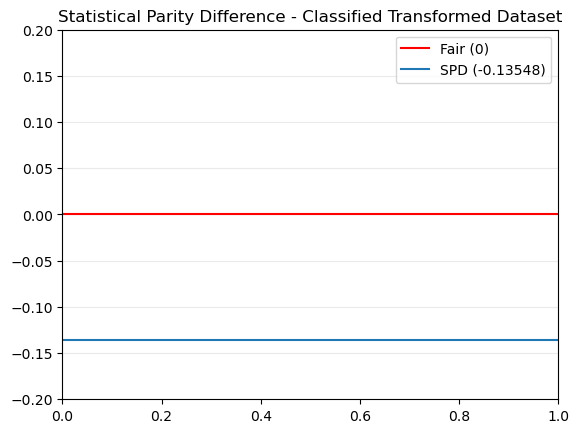 Statistical Parity Difference - Classified Transformed Dataset
Fair (0)
SPD (-0.13548)
0.20
0.15
0.10
0.05
0.00
−0.05
−0.10
−0.15
−0.20
0.0 0.2 0.4 0.6 0.8 1.0